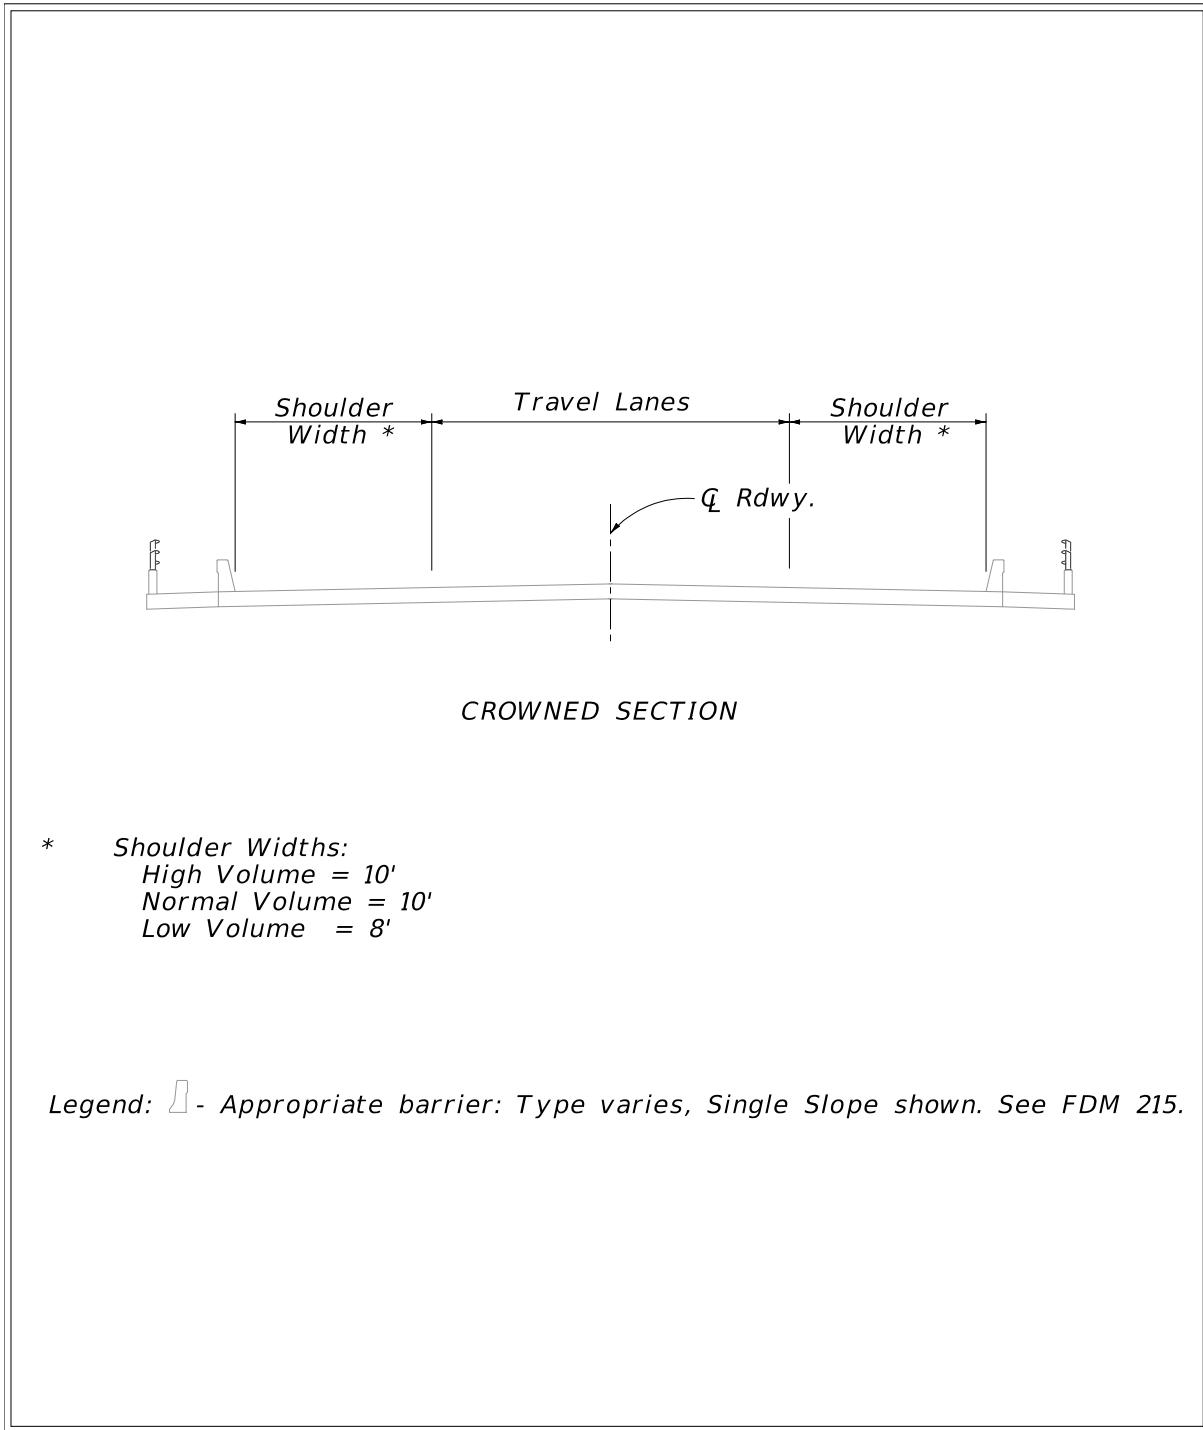 Travel Lanes
Shoulder
Width *
Shoulder
Width *
℄ Rdwy.
CROWNED SECTION
* Shoulder Widths:
High Volume = 10'
Normal Volume = 10'
Low Volume = 8'
Legend: - Appropriate barrier: Type varies, Single Slope shown. See FDM 215.